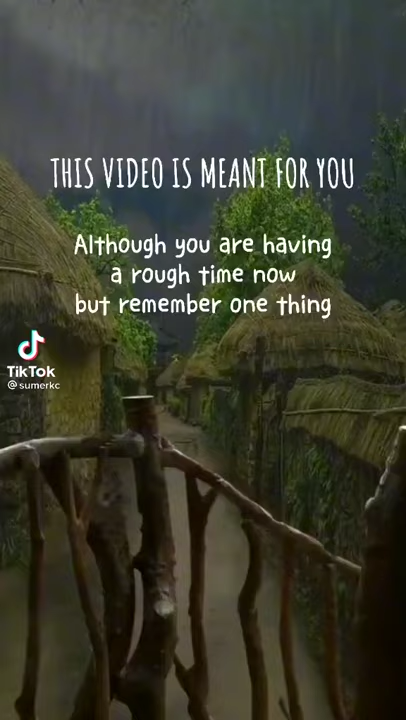 THIS VIDEO IS MEANT FOR YOU
Although you are having
a rough time now
but remember one thing
TikTok
@sumerkc